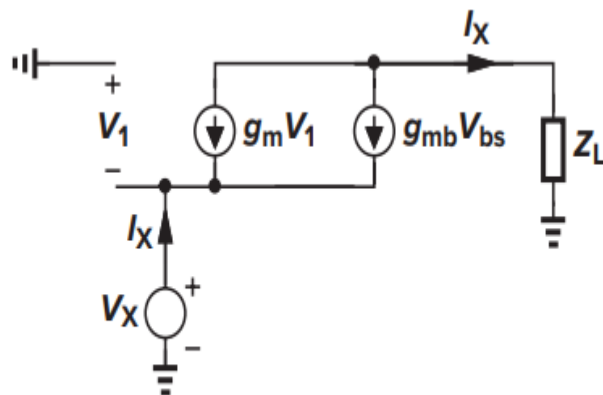 I_X
+
V_1
g_mV_1
g_mbV_bs
Z_L
−
I_X
V_X
+
−